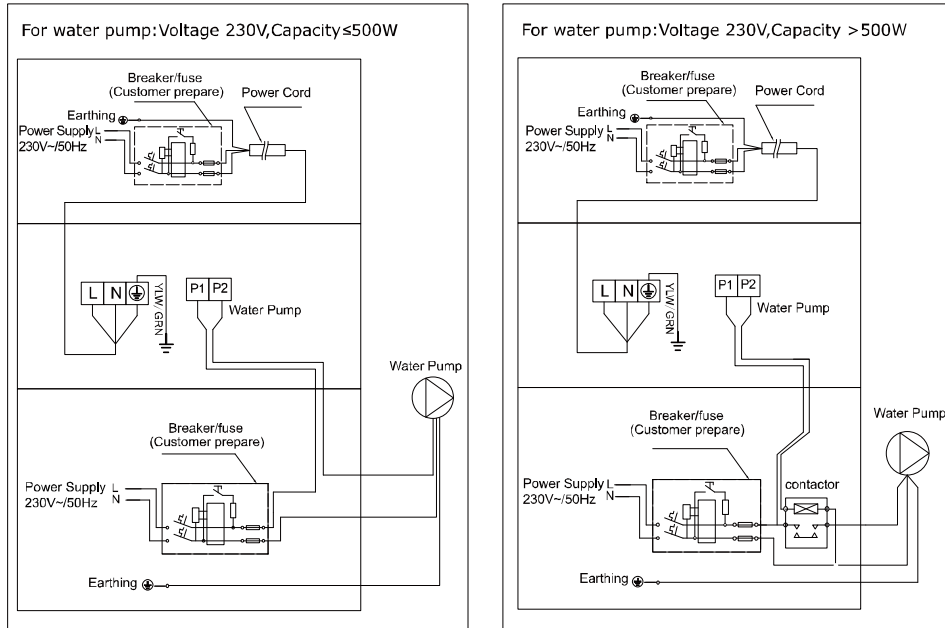 For water pump:Voltage 230V,Capacity≤500W
Breaker/fuse
(Customer prepare)
Power Cord
Earthing
Power Supply L
N
230V~/50Hz
L N
YLW/GRN
P1 P2
Water Pump
Water Pump
Breaker/fuse
(Customer prepare)
Power Supply L
230V~/50Hz N
Earthing
For water pump:Voltage 230V,Capacity >500W
Breaker/fuse
(Customer prepare)
Power Cord
Earthing
Power Supply L
N
230V~/50Hz
L N
YLW/GRN
P1 P2
Water Pump
Water Pump
Breaker/fuse
(Customer prepare)
contactor
Power Supply L
230V~/50Hz N
Earthing